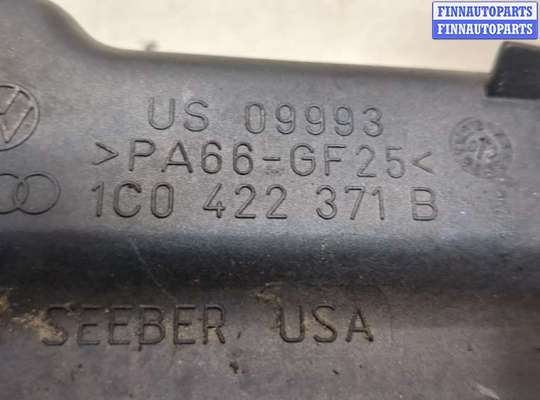 FINNAUTOPARTS
FINNAUTOPARTS
US 09993
>PA66-GF25<
1C0 422 371 B
SEEBER, USA